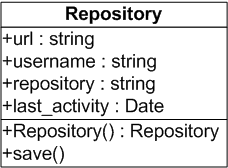 Repository
+url : string
+username : string
+repository : string
+last_activity : Date
+Repository() : Repository
+save()